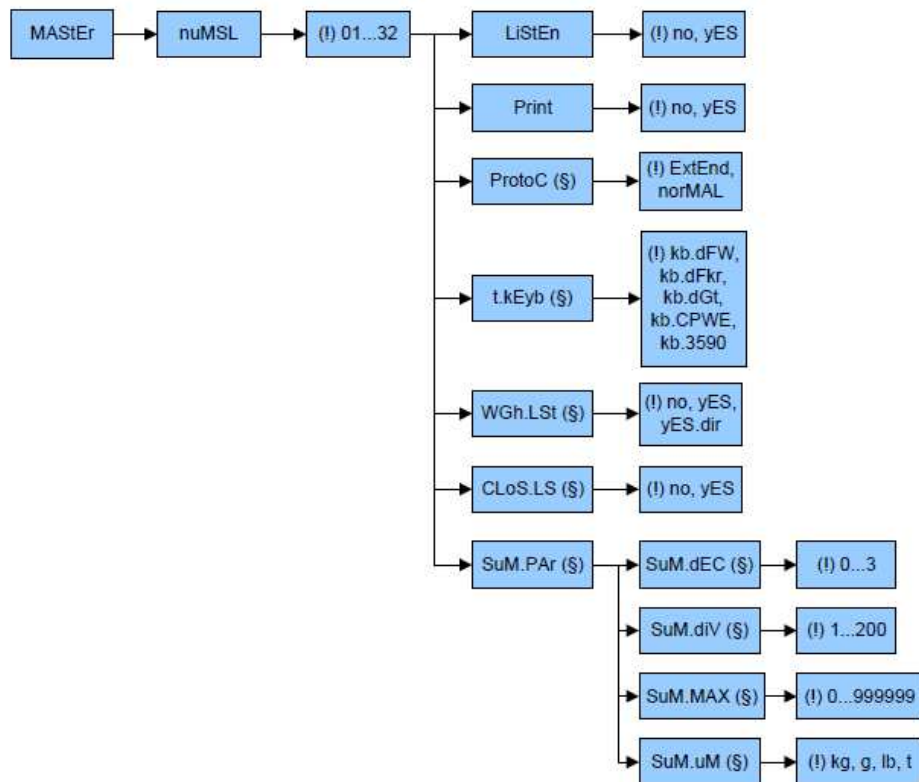 MAStEr
nuMSL
(!) 01...32
LiStEn
(!) no, yES
Print
(!) no, yES
ProtoC (§)
(!) ExtEnd,
norMAL
t.kEyb (§)
(!) kb.dFW,
kb.dFkr,
kb.dGt,
kb.CPWE,
kb.3590
WGh.LSt (§)
(!) no, yES,
yES.dir
CLoS.LS (§)
(!) no, yES
SuM.PAr (§)
SuM.dEC (§)
(!) 0...3
SuM.diV (§)
(!) 1...200
SuM.MAX (§)
(!) 0...999999
SuM.uM (§)
(!) kg, g, lb, t